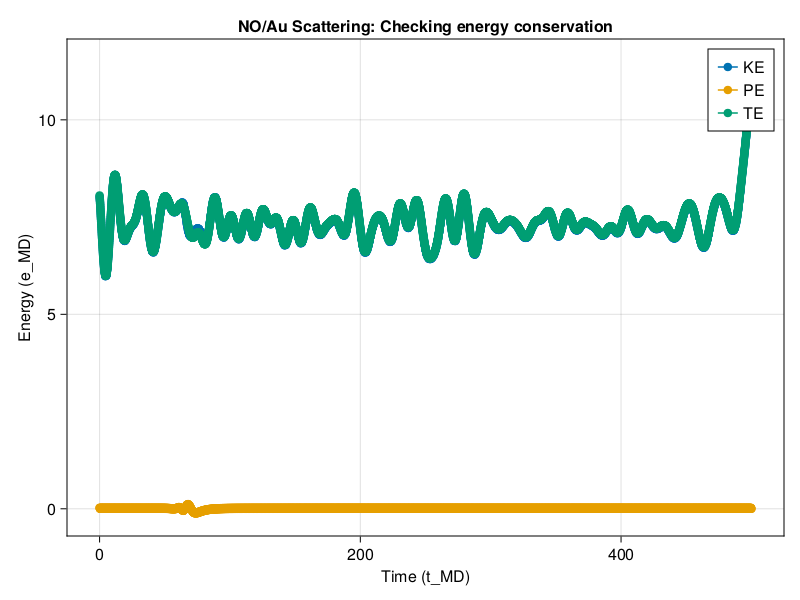 NO/Au Scattering: Checking energy conservation
KE
PE
TE
10
5
0
Energy (e_MD)
0
200
400
Time (t_MD)